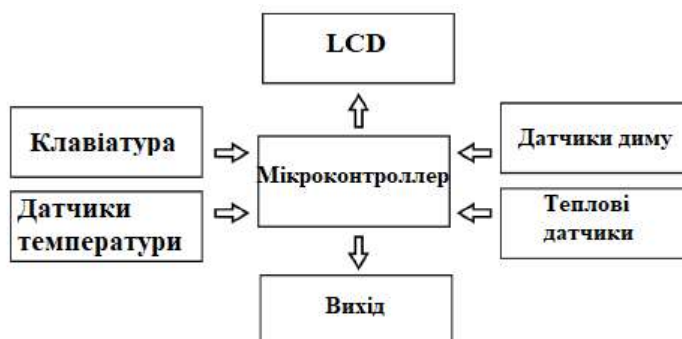 LCD
Клавіатура
Датчики диму
Мікроконтроллер
Датчики
температури
Теплові
датчики
Вихід